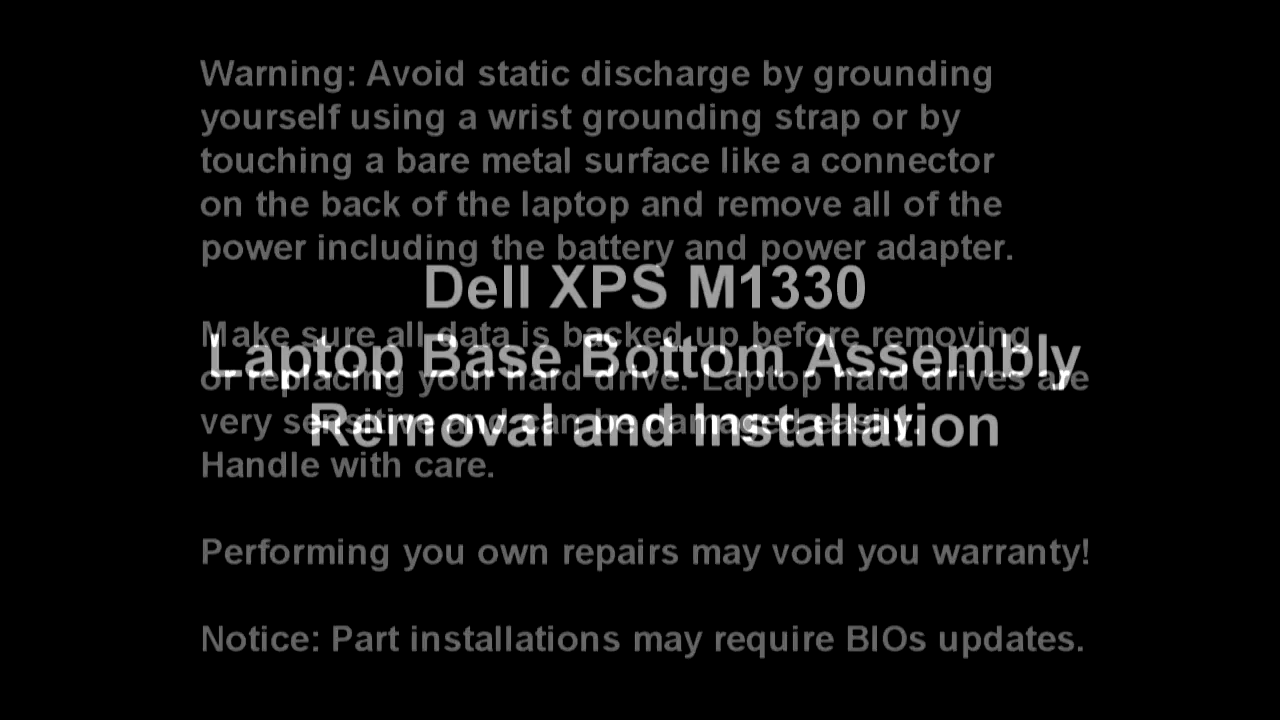 Warning: Avoid static discharge by grounding
yourself using a wrist grounding strap or by
touching a bare metal surface like a connector
on the back of the laptop and remove all of the
power including the battery and power adapter.
Dell XPS M1330
Make sure all data is backed up before removing
Laptop Base Bottom Assembly
or replacing your hard drive. Laptop hard drives are
very sensitive and can be damaged easily.
Removal and Installation
Handle with care.
Performing you own repairs may void you warranty!
Notice: Part installations may require BIOs updates.